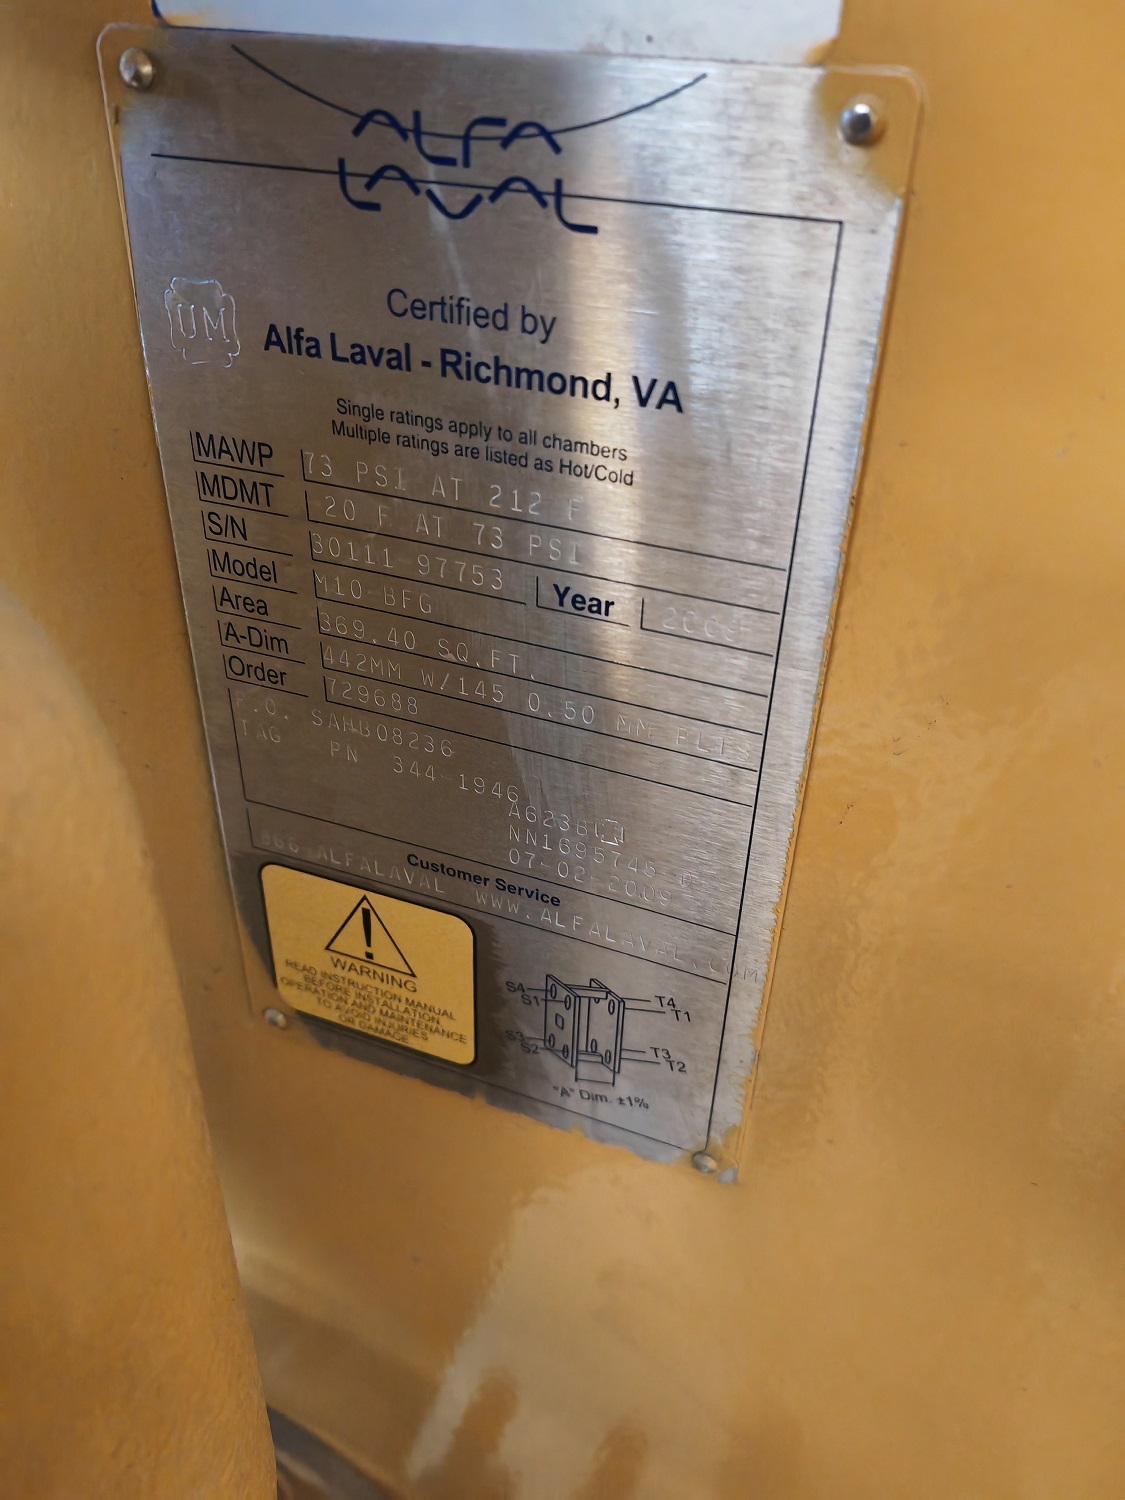 ALFA
LAVAL
UM
Certified by
Alfa Laval - Richmond, VA
Single ratings apply to all chambers
Multiple ratings are listed as Hot/Cold
MAWP 73 PSI AT 212 F
MDMT 20 F AT 73 PSI
S/N 30111-97753 Year
Model M10-BFG
Area 369.40 SQ.FT.
A-Dim 442MM W/145 0.50 MM PLTS
Order 729688
P.O. SAHB08236
TAG PN 344-1946
NN1695745
07-02-2009
Customer Service
866-ALFALAVAL WWW.ALFALAVAL.COM
WARNING
READ INSTRUCTION MANUAL
BEFORE INSTALLATION,
OPERATION AND MAINTENANCE
TO AVOID INJURIES
OR DAMAGE
S4 T4
S1 T1
S3 T3
S2 T2
"A" Dim. ±1%